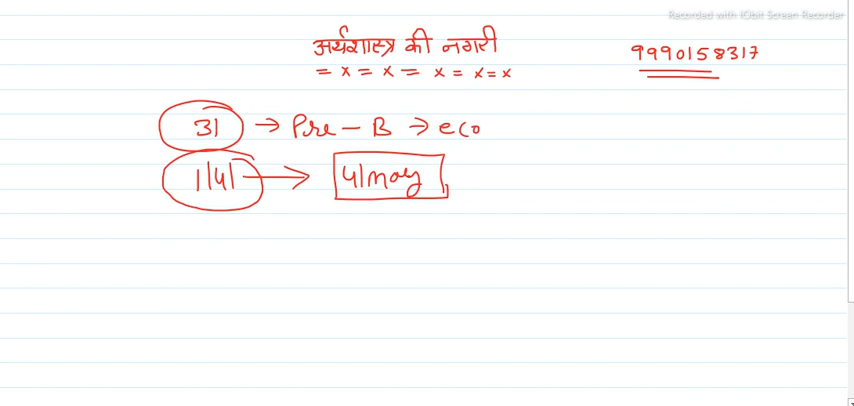 Recorded with IObit Screen Recorder
अर्थशास्त्र की नगरी
= x = x = x = x = x
9990158317
31 → Pre - B → eco
1|4| → 4|may